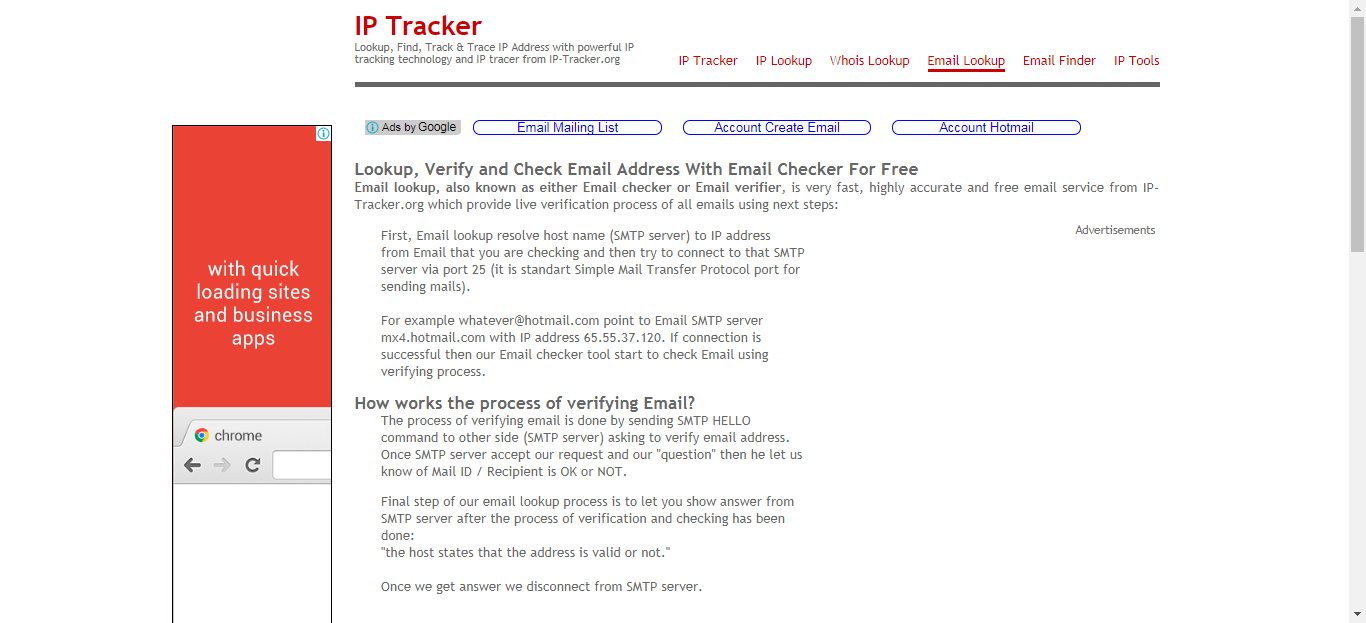 IP Tracker
Lookup, Find, Track & Trace IP Address with powerful IP
tracking technology and IP tracer from IP-Tracker.org
IP Tracker IP Lookup Whois Lookup Email Lookup Email Finder IP Tools
Ads by Google Email Mailing List Account Create Email Account Hotmail
Lookup, Verify and Check Email Address With Email Checker For Free
Email lookup, also known as either Email checker or Email verifier, is very fast, highly accurate and free email service from IP-
Tracker.org which provide live verification process of all emails using next steps:
Advertisements
First, Email lookup resolve host name (SMTP server) to IP address
from Email that you are checking and then try to connect to that SMTP
server via port 25 (it is standart Simple Mail Transfer Protocol port for
sending mails).
For example whatever@hotmail.com point to Email SMTP server
mx4.hotmail.com with IP address 65.55.37.120. If connection is
successful then our Email checker tool start to check Email using
verifying process.
How works the process of verifying Email?
The process of verifying email is done by sending SMTP HELLO
command to other side (SMTP server) asking to verify email address.
Once SMTP server accept our request and our "question" then he let us
know of Mail ID / Recipient is OK or NOT.
Final step of our email lookup process is to let you show answer from
SMTP server after the process of verification and checking has been
done:
"the host states that the address is valid or not."
Once we get answer we disconnect from SMTP server.
with quick
loading sites
and business
apps
chrome